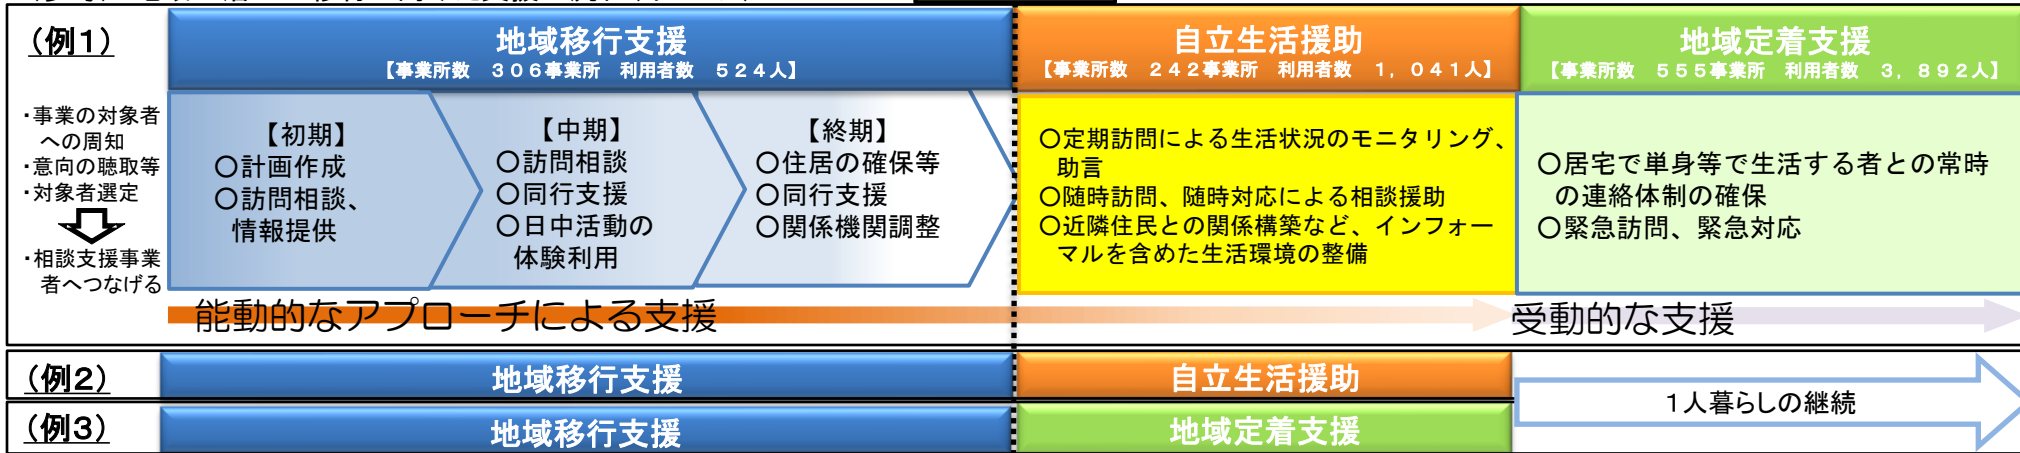 （例１）
地域移行支援
【事業所数　３０６事業所　利用者数　５２４人】
自立生活援助
【事業所数　２４２事業所　利用者数　１，０４１人】
地域定着支援
【事業所数　５５５事業所　利用者数　３，８９２人】
・事業の対象者
への周知
・意向の聴取等
・対象者選定
・相談支援事業
者へつなげる
【初期】
〇計画作成
〇訪問相談、
情報提供
【中期】
〇訪問相談
〇同行支援
〇日中活動の
体験利用
【終期】
〇住居の確保等
〇同行支援
〇関係機関調整
〇定期訪問による生活状況のモニタリング、
助言
〇随時訪問、随時対応による相談援助
〇近隣住民との関係構築など、インフォー
マルを含めた生活環境の整備
〇居宅で単身等で生活する者との常時
の連絡体制の確保
〇緊急訪問、緊急対応
能動的なアプローチによる支援
受動的な支援
（例２）
地域移行支援
自立生活援助
１人暮らしの継続
（例３）
地域移行支援
地域定着支援